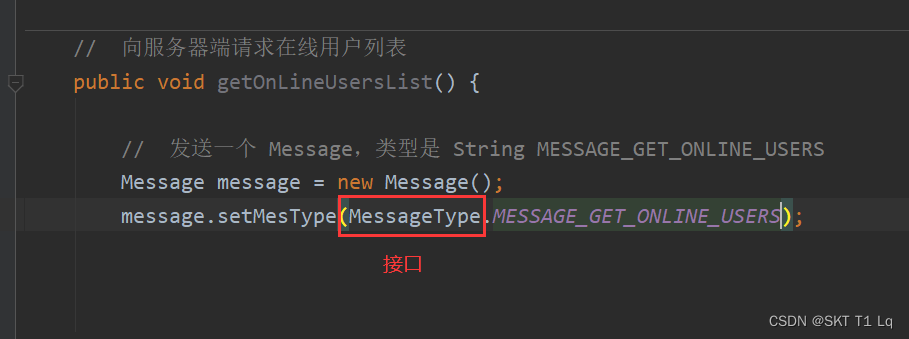 // 向服务器端请求在线用户列表
public void getOnLineUsersList() {
// 发送一个 Message，类型是 String MESSAGE_GET_ONLINE_USERS
Message message = new Message();
message.setMesType(MessageType.MESSAGE_GET_ONLINE_USERS);
接口
CSDN @SKT T1 Lq